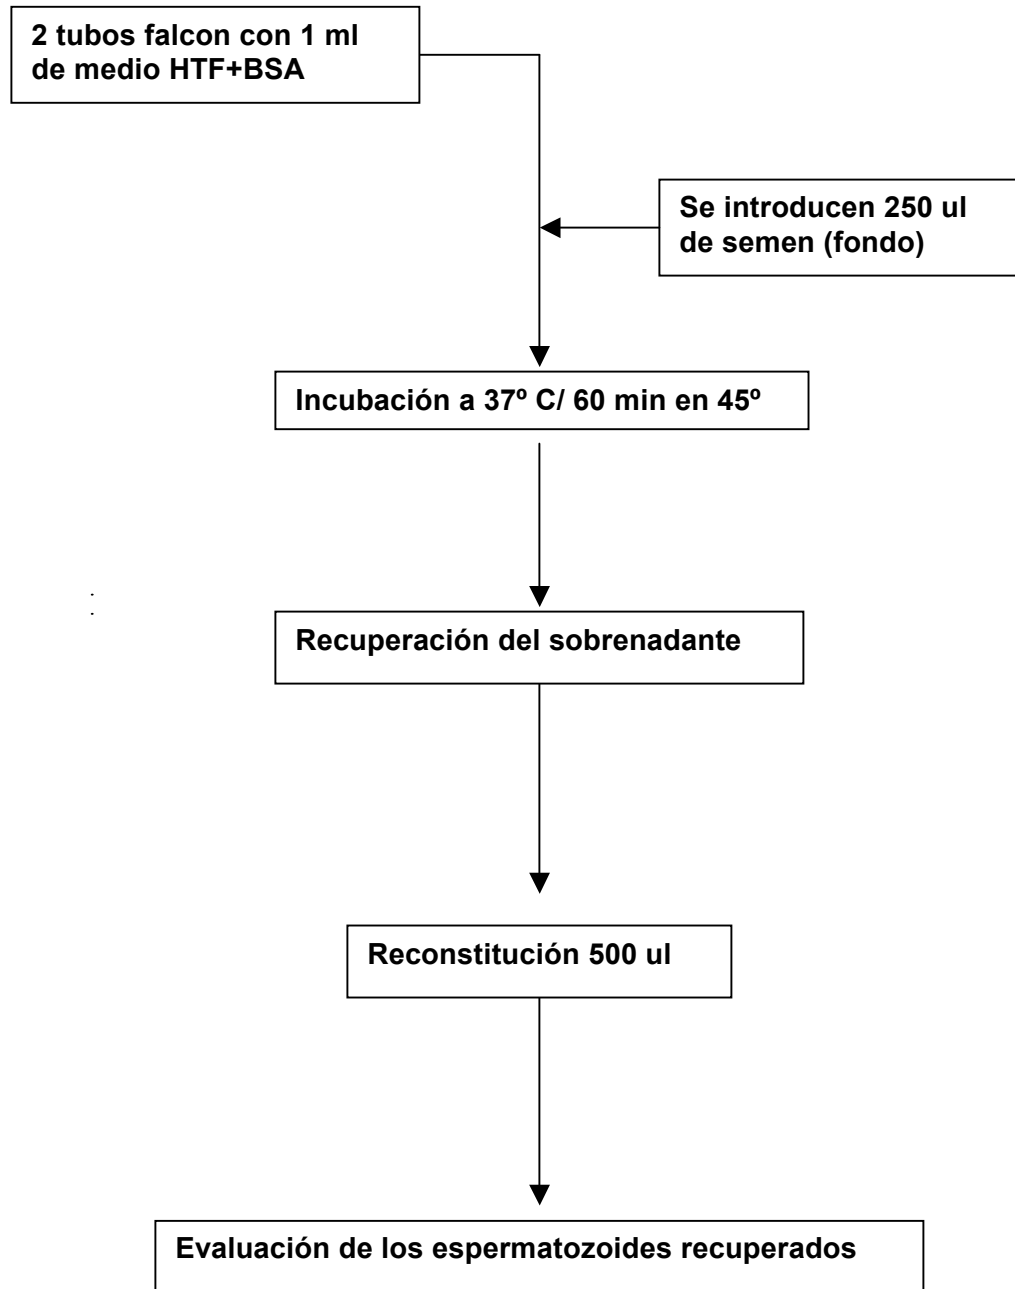 2 tubos falcon con 1 ml
de medio HTF+BSA
Se introducen 250 ul
de semen (fondo)
Incubación a 37º C/ 60 min en 45º
Recuperación del sobrenadante
Reconstitución 500 ul
Evaluación de los espermatozoides recuperados